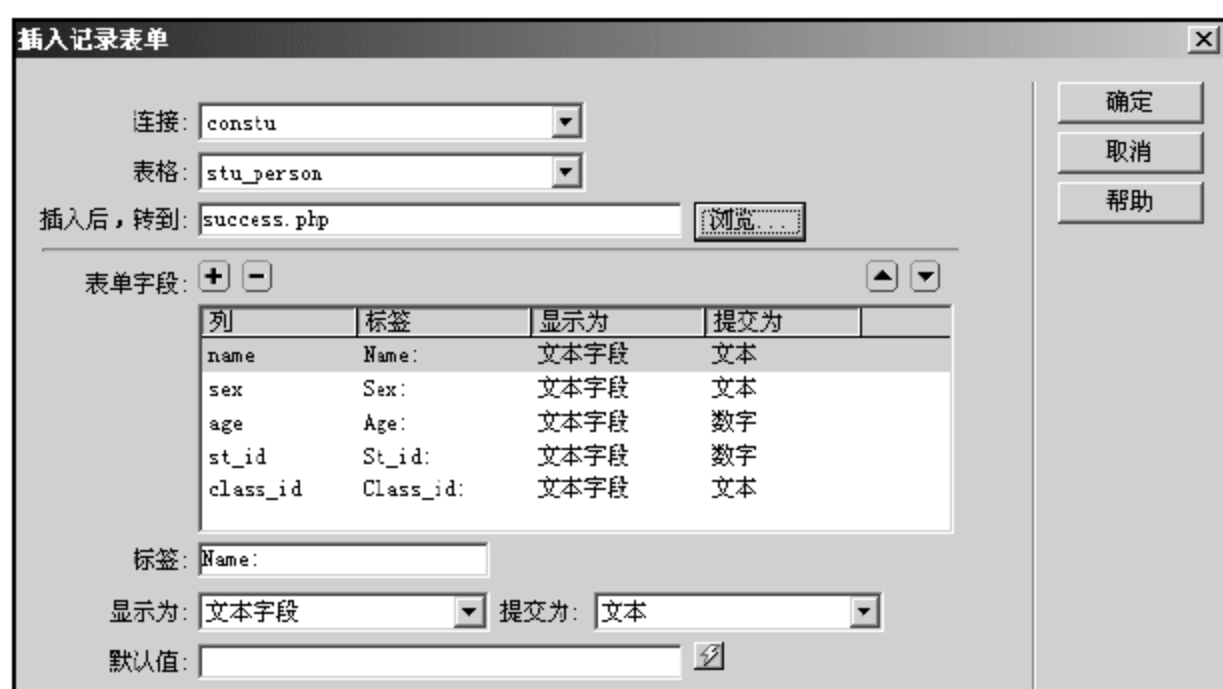 插入记录表单
确定
连接: constu
取消
表格: stu_person
帮助
插入后，转到: success.php 浏览...
表单字段:
列 标签 显示为 提交为
name Name: 文本字段 文本
sex Sex: 文本字段 文本
age Age: 文本字段 数字
st_id St_id: 文本字段 数字
class_id Class_id: 文本字段 文本
标签: Name:
显示为: 文本字段 提交为: 文本
默认值: